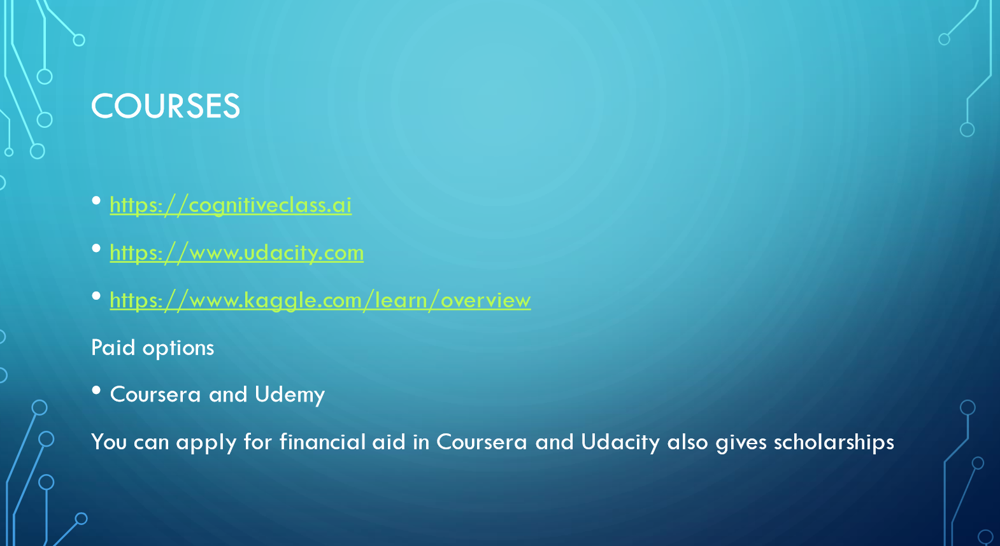 COURSES
• https://cognitiveclass.ai
• https://www.udacity.com
• https://www.kaggle.com/learn/overview
Paid options
• Coursera and Udemy
You can apply for financial aid in Coursera and Udacity also gives scholarships